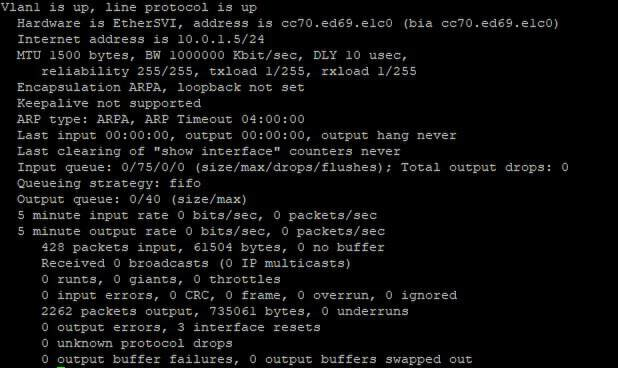 Vlan1 is up, line protocol is up
Hardware is EtherSVI, address is cc70.ed69.e1c0 (bia cc70.ed69.e1c0)
Internet address is 10.0.1.5/24
MTU 1500 bytes, BW 1000000 Kbit/sec, DLY 10 usec,
reliability 255/255, txload 1/255, rxload 1/255
Encapsulation ARPA, loopback not set
Keepalive not supported
ARP type: ARPA, ARP Timeout 04:00:00
Last input 00:00:00, output 00:00:00, output hang never
Last clearing of "show interface" counters never
Input queue: 0/75/0/0 (size/max/drops/flushes); Total output drops: 0
Queueing strategy: fifo
Output queue: 0/40 (size/max)
5 minute input rate 0 bits/sec, 0 packets/sec
5 minute output rate 0 bits/sec, 0 packets/sec
428 packets input, 61504 bytes, 0 no buffer
Received 0 broadcasts (0 IP multicasts)
0 runts, 0 giants, 0 throttles
0 input errors, 0 CRC, 0 frame, 0 overrun, 0 ignored
2262 packets output, 735061 bytes, 0 underruns
0 output errors, 3 interface resets
0 unknown protocol drops
0 output buffer failures, 0 output buffers swapped out